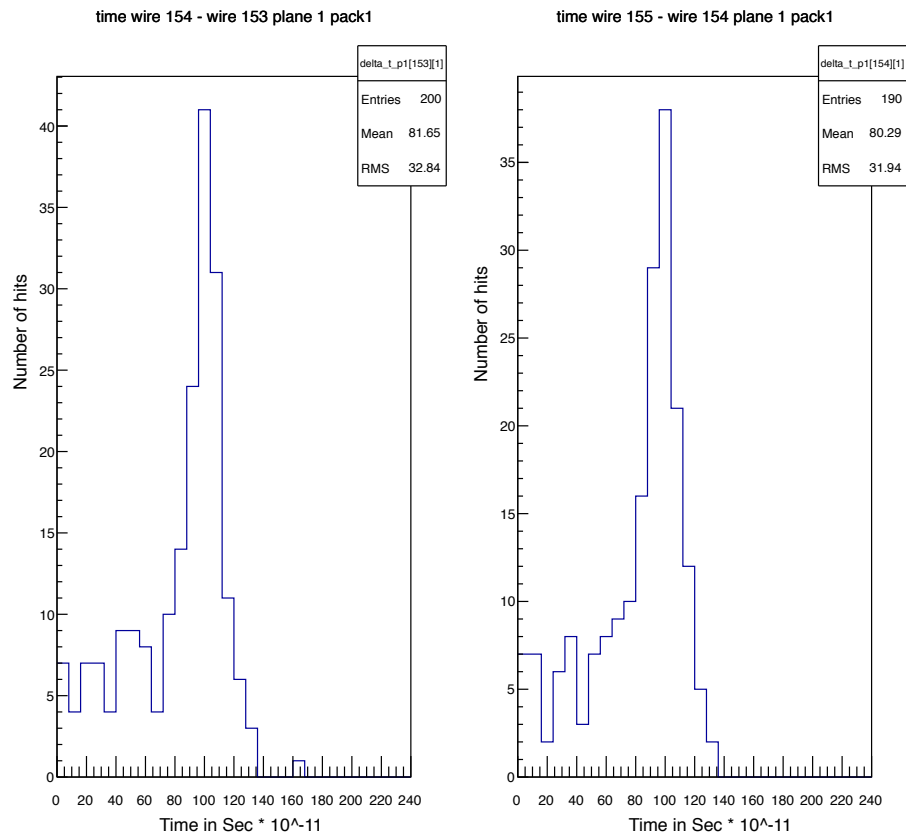 time wire 154 - wire 153 plane 1 pack1
delta_t_p1[153][1]
Entries 200
Mean 81.65
RMS 32.84
Number of hits
40
35
30
25
20
15
10
5
0
0 20 40 60 80 100 120 140 160 180 200 220 240
Time in Sec * 10^-11
time wire 155 - wire 154 plane 1 pack1
delta_t_p1[154][1]
Entries 190
Mean 80.29
RMS 31.94
Number of hits
35
30
25
20
15
10
5
0
0 20 40 60 80 100 120 140 160 180 200 220 240
Time in Sec * 10^-11